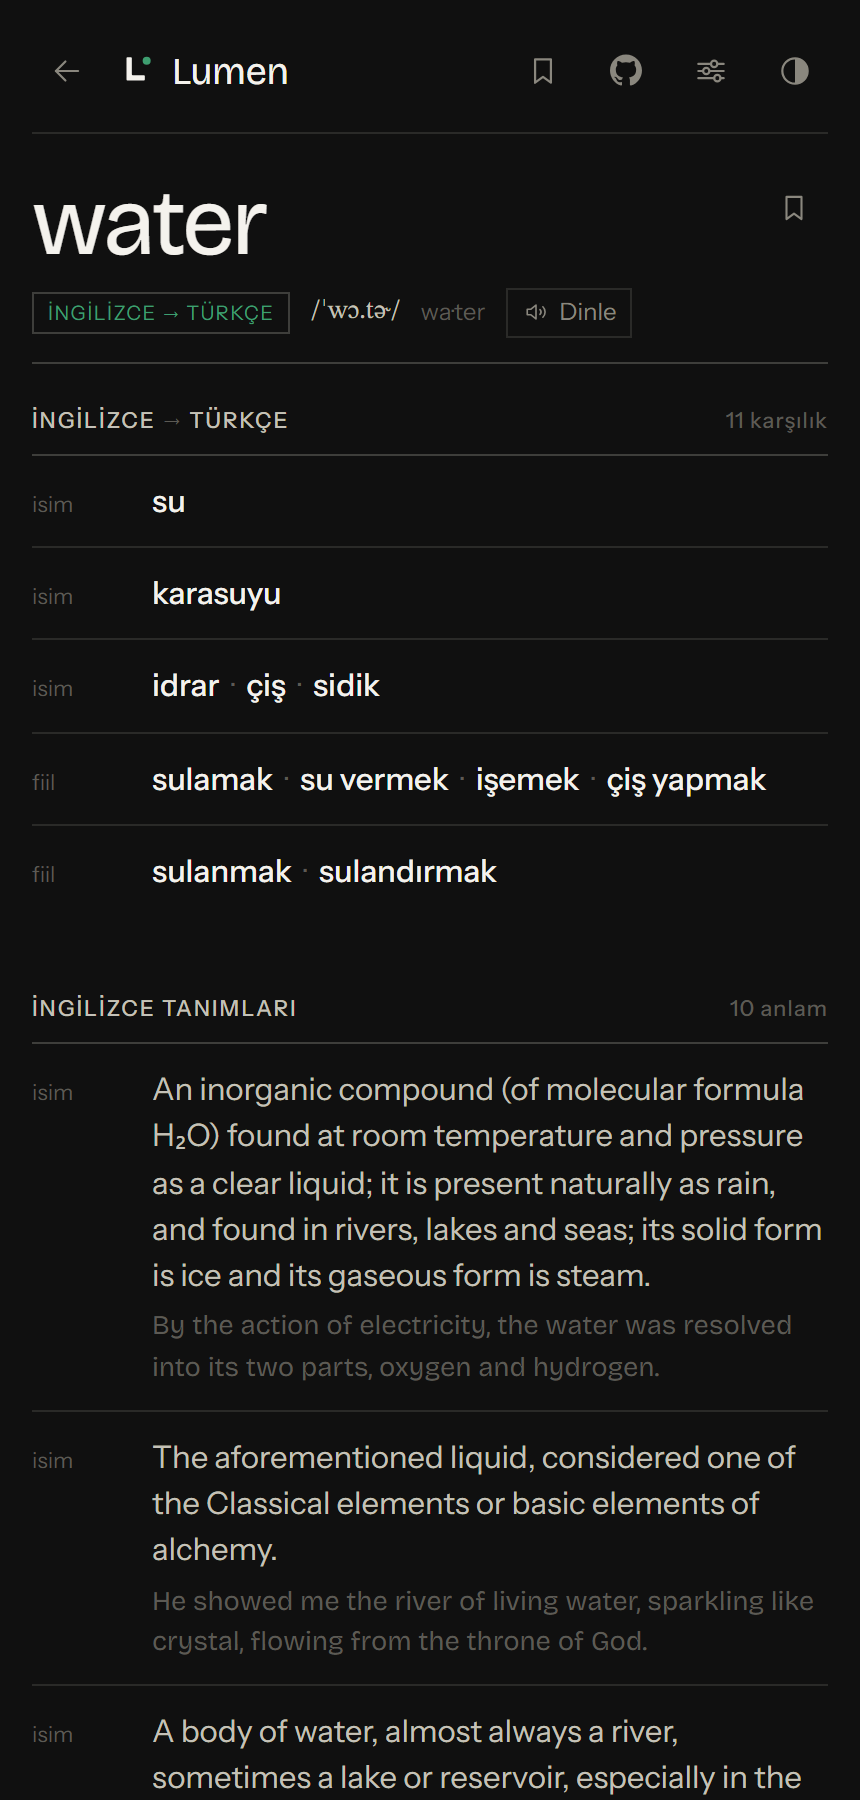 Lumen
water
İNGİLİZCE → TÜRKÇE /ˈwɔ.tɚ/ water Dinle
İNGİLİZCE → TÜRKÇE 11 karşılık
isim su
isim karasuyu
isim idrar · çiş · sidik
fiil sulamak · su vermek · işemek · çiş yapmak
fiil sulanmak · sulandırmak
İNGİLİZCE TANIMLARI 10 anlam
isim An inorganic compound (of molecular formula
H₂O) found at room temperature and pressure
as a clear liquid; it is present naturally as rain,
and found in rivers, lakes and seas; its solid form
is ice and its gaseous form is steam.
By the action of electricity, the water was resolved
into its two parts, oxygen and hydrogen.
isim The aforementioned liquid, considered one of
the Classical elements or basic elements of
alchemy.
He showed me the river of living water, sparkling like
crystal, flowing from the throne of God.
isim A body of water, almost always a river,
sometimes a lake or reservoir, especially in the